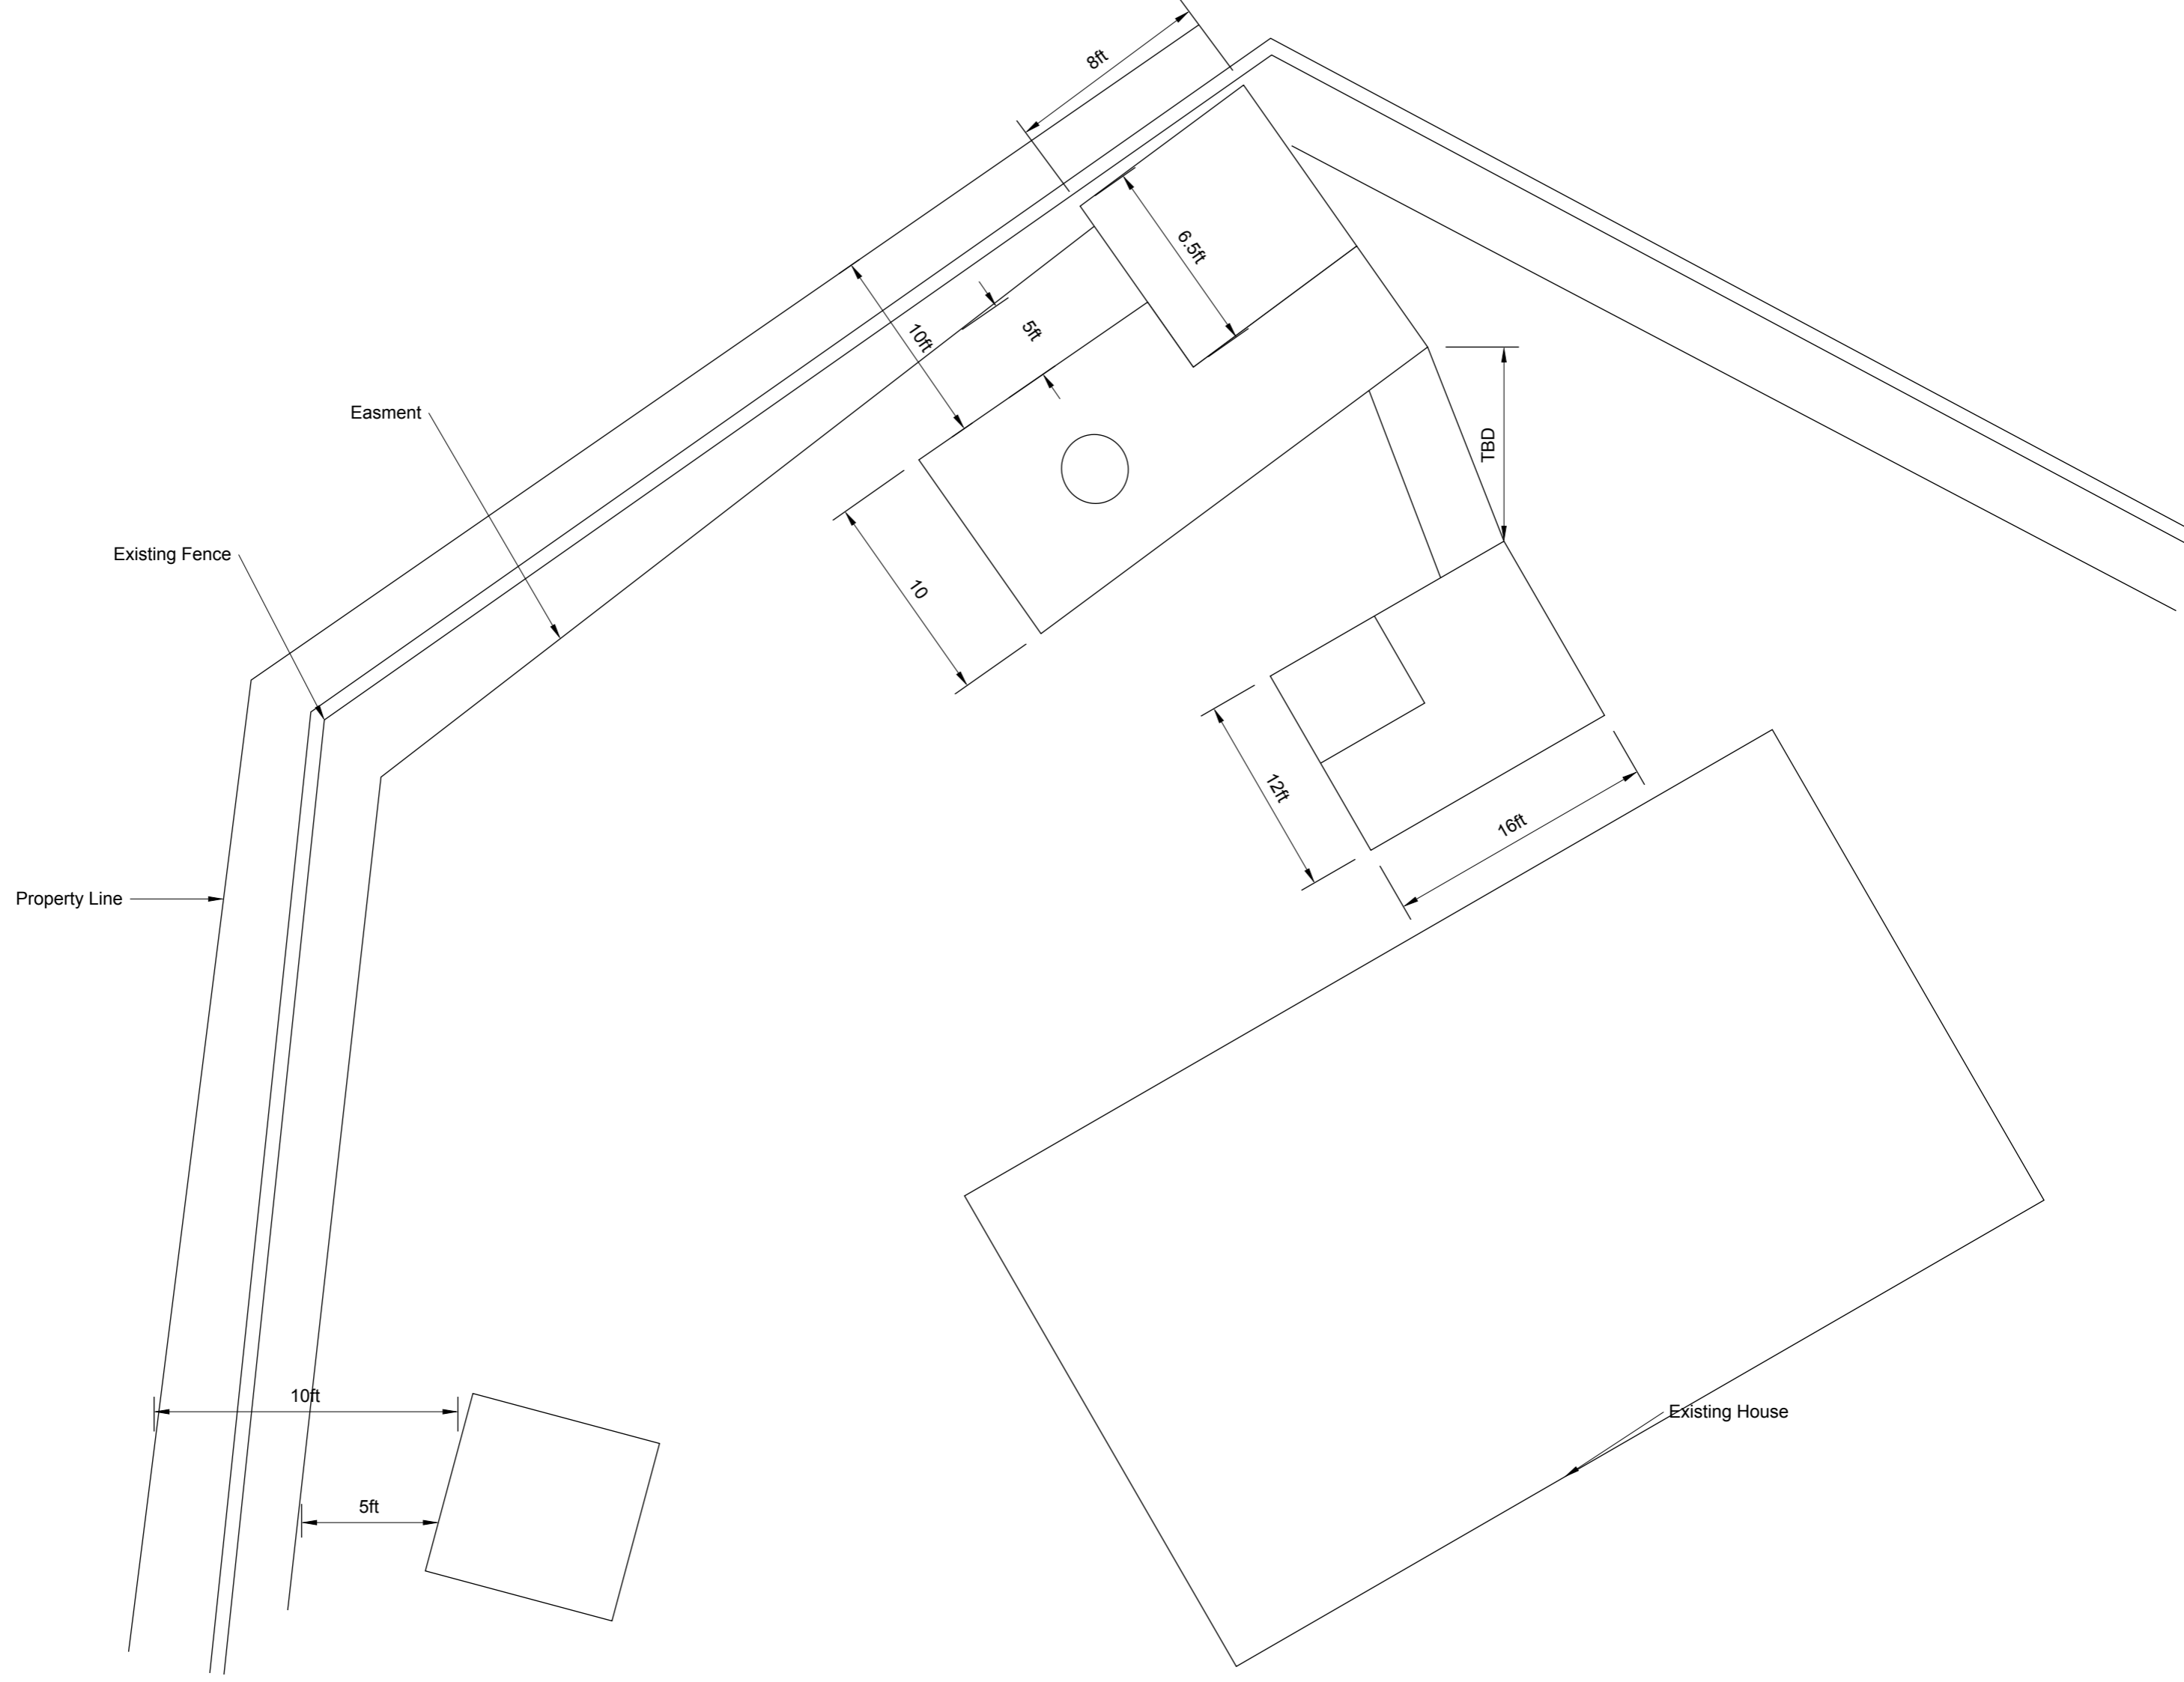 8ft
6.5ft
10ft
5ft
Easment
TBD
Existing Fence
10
12ft
16ft
Property Line
10ft
Existing House
5ft